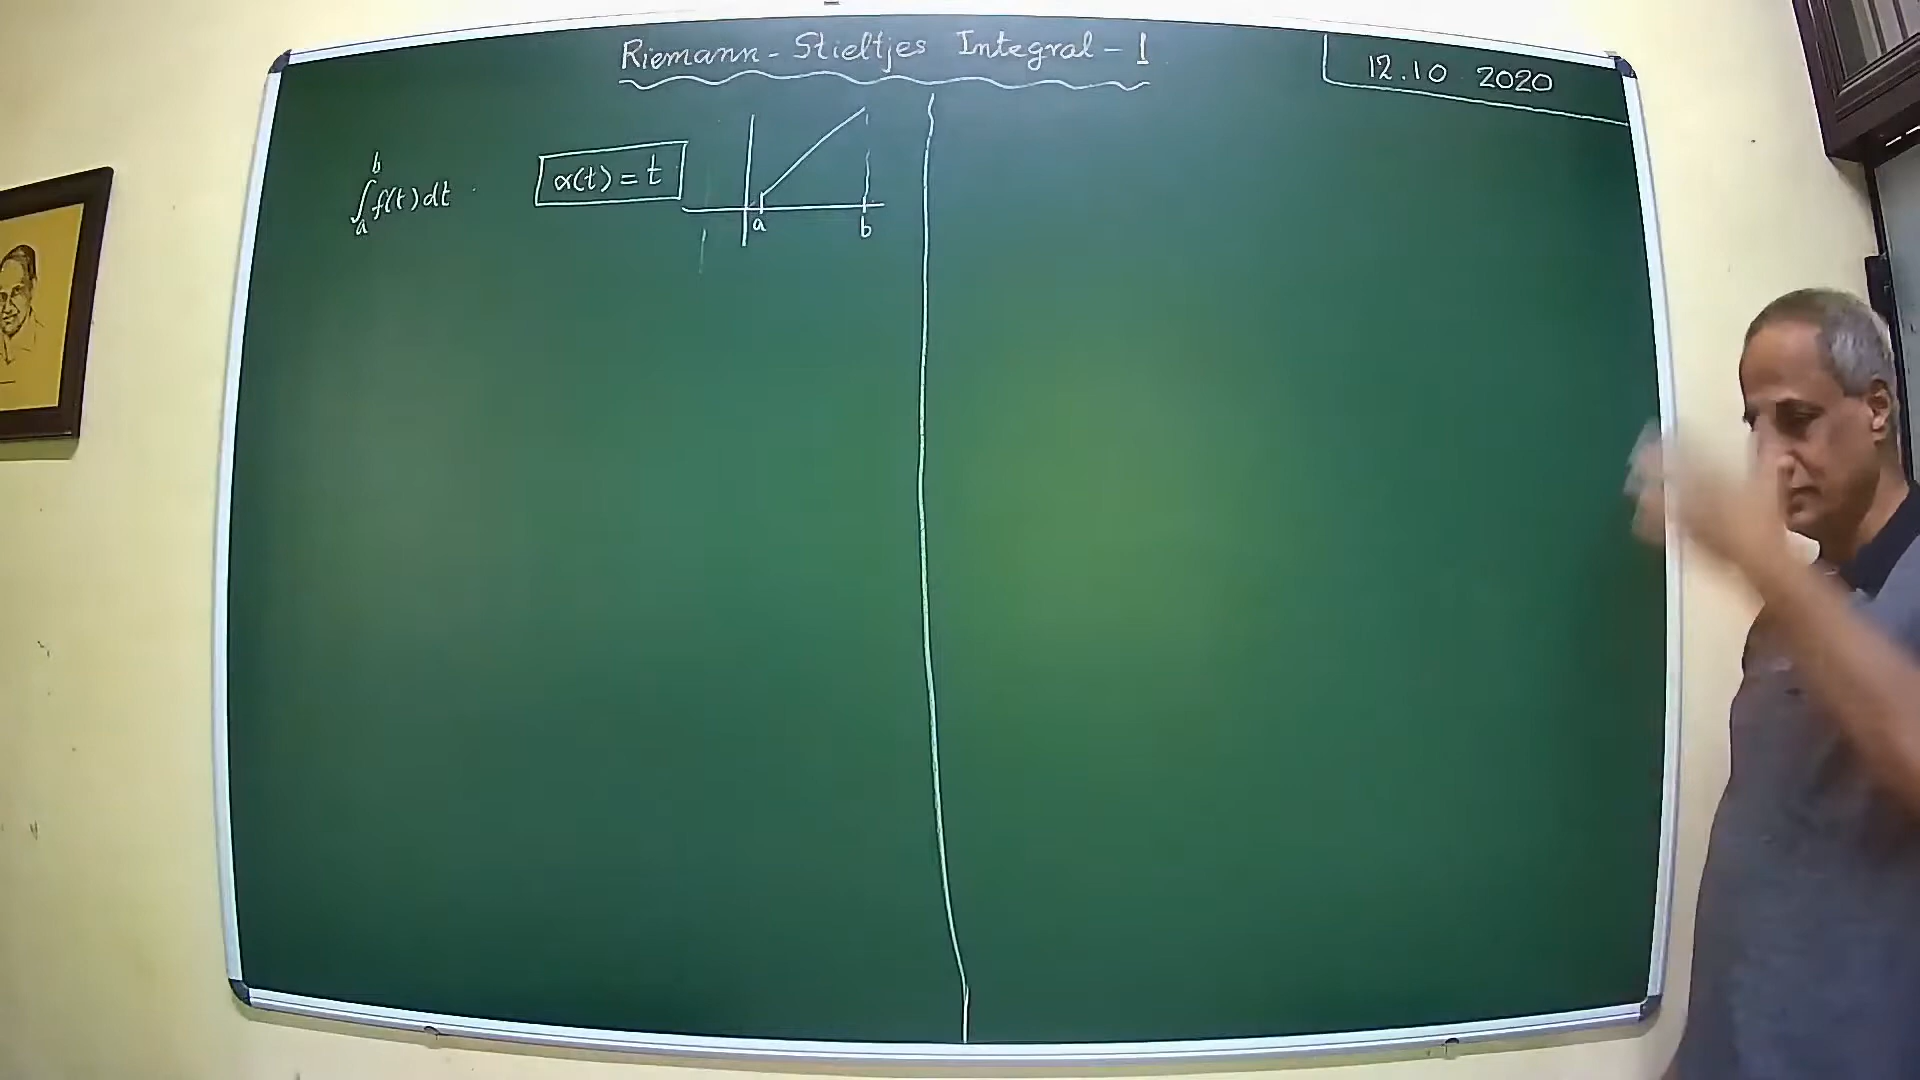 Riemann - Stieltjes Integral - 1
12.10.2020
∫_a^b f(t) dt
α(t) = t
a b